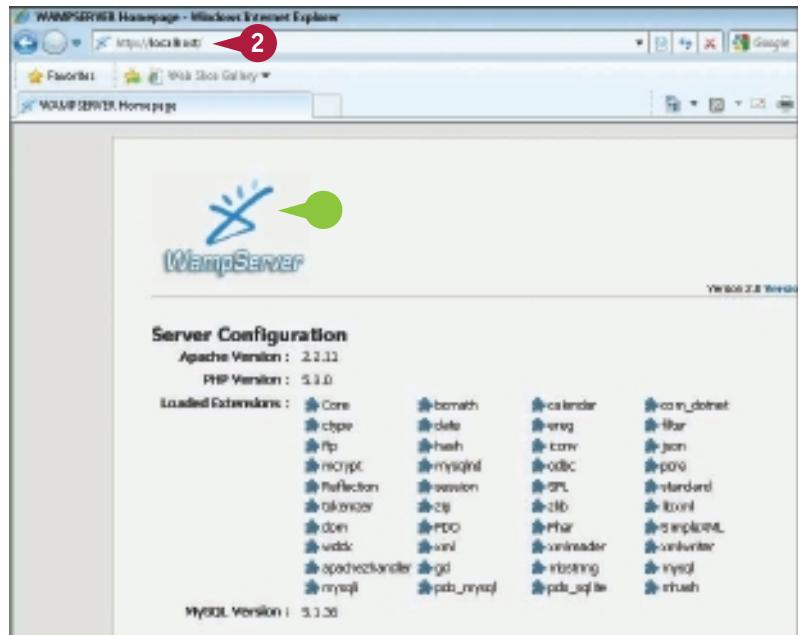 WAMPSERVER Homepage - Windows Internet Explorer
http://localhost/ 2 Google
Favorites Web Slice Gallery
WAMPSERVER Homepage
WampServer
Version 2.0
Server Configuration
Apache Version : 2.2.11
PHP Version : 5.3.0
Loaded Extensions : Core bcmath calendar com_dotnet
ctype date ereg filter
ftp hash iconv json
mcrypt mysqlnd odbc pcre
Reflection session SPL standard
tokenizer zip zlib libxml
dom PDO Phar SimpleXML
wddx xml xmlreader xmlwriter
apache2handler gd mbstring mysql
mysqli pdo_mysql pdo_sqlite mhash
MySQL Version : 5.1.36